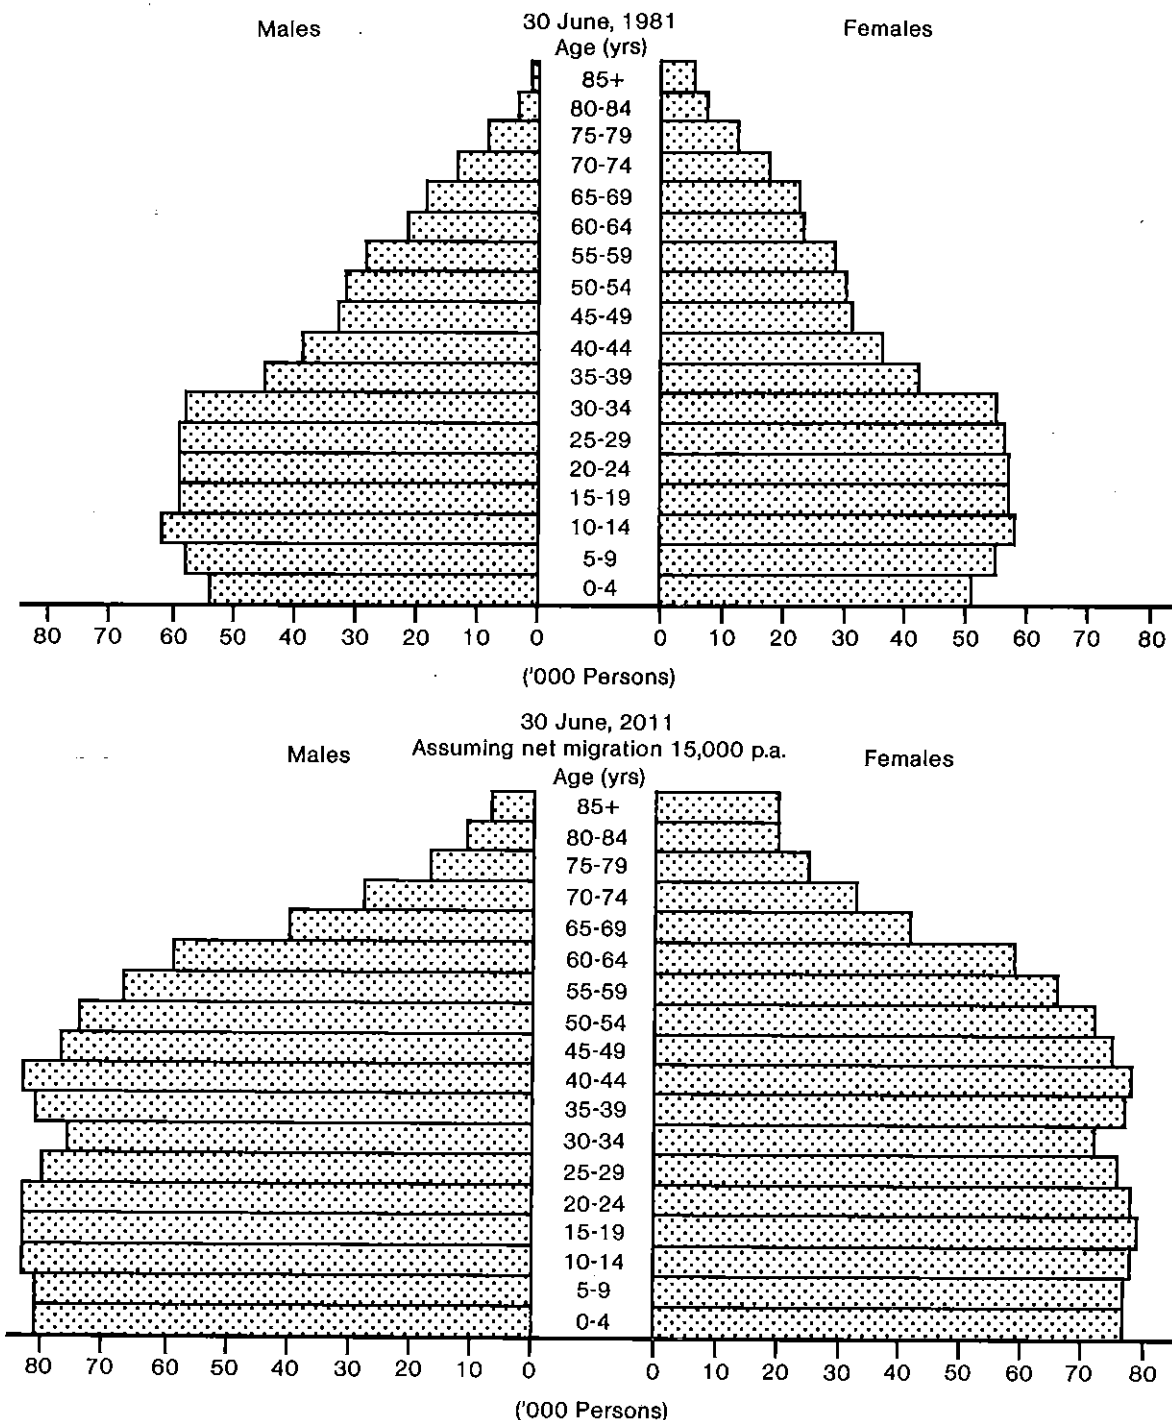 30 June, 1981
Males
Females
Age (yrs)
85+
80-84
75-79
70-74
65-69
60-64
55-59
50-54
45-49
40-44
35-39
30-34
25-29
20-24
15-19
10-14
5-9
0-4
80 70 60 50 40 30 20 10 0 0 10 20 30 40 50 60 70 80
('000 Persons)
30 June, 2011
Males
Assuming net migration 15,000 p.a.
Females
Age (yrs)
85+
80-84
75-79
70-74
65-69
60-64
55-59
50-54
45-49
40-44
35-39
30-34
25-29
20-24
15-19
10-14
5-9
0-4
80 70 60 50 40 30 20 10 0 0 10 20 30 40 50 60 70 80
('000 Persons)